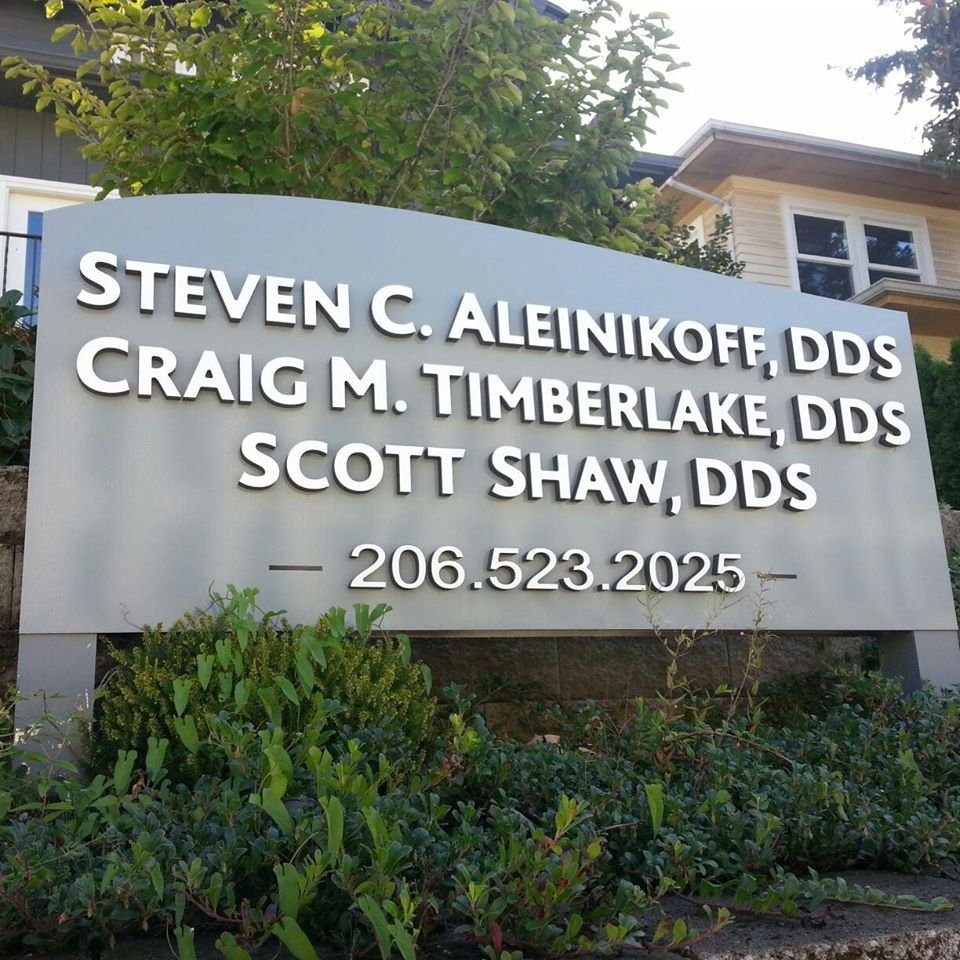 STEVEN C. ALEINIKOFF, DDS
CRAIG M. TIMBERLAKE, DDS
SCOTT SHAW, DDS
— 206.523.2025 —